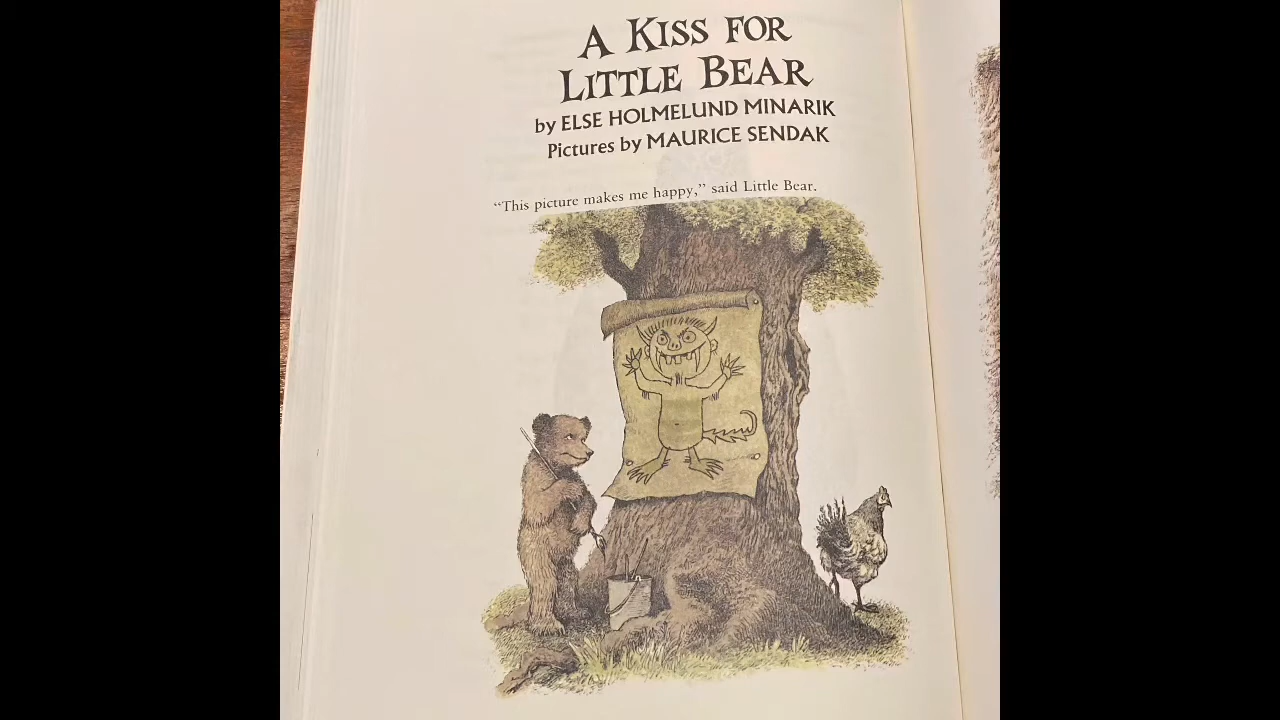 A KISS FOR
LITTLE BEAR
by ELSE HOLMELUND MINARIK
Pictures by MAURICE SENDAK
“This picture makes me happy,” said Little Bear.